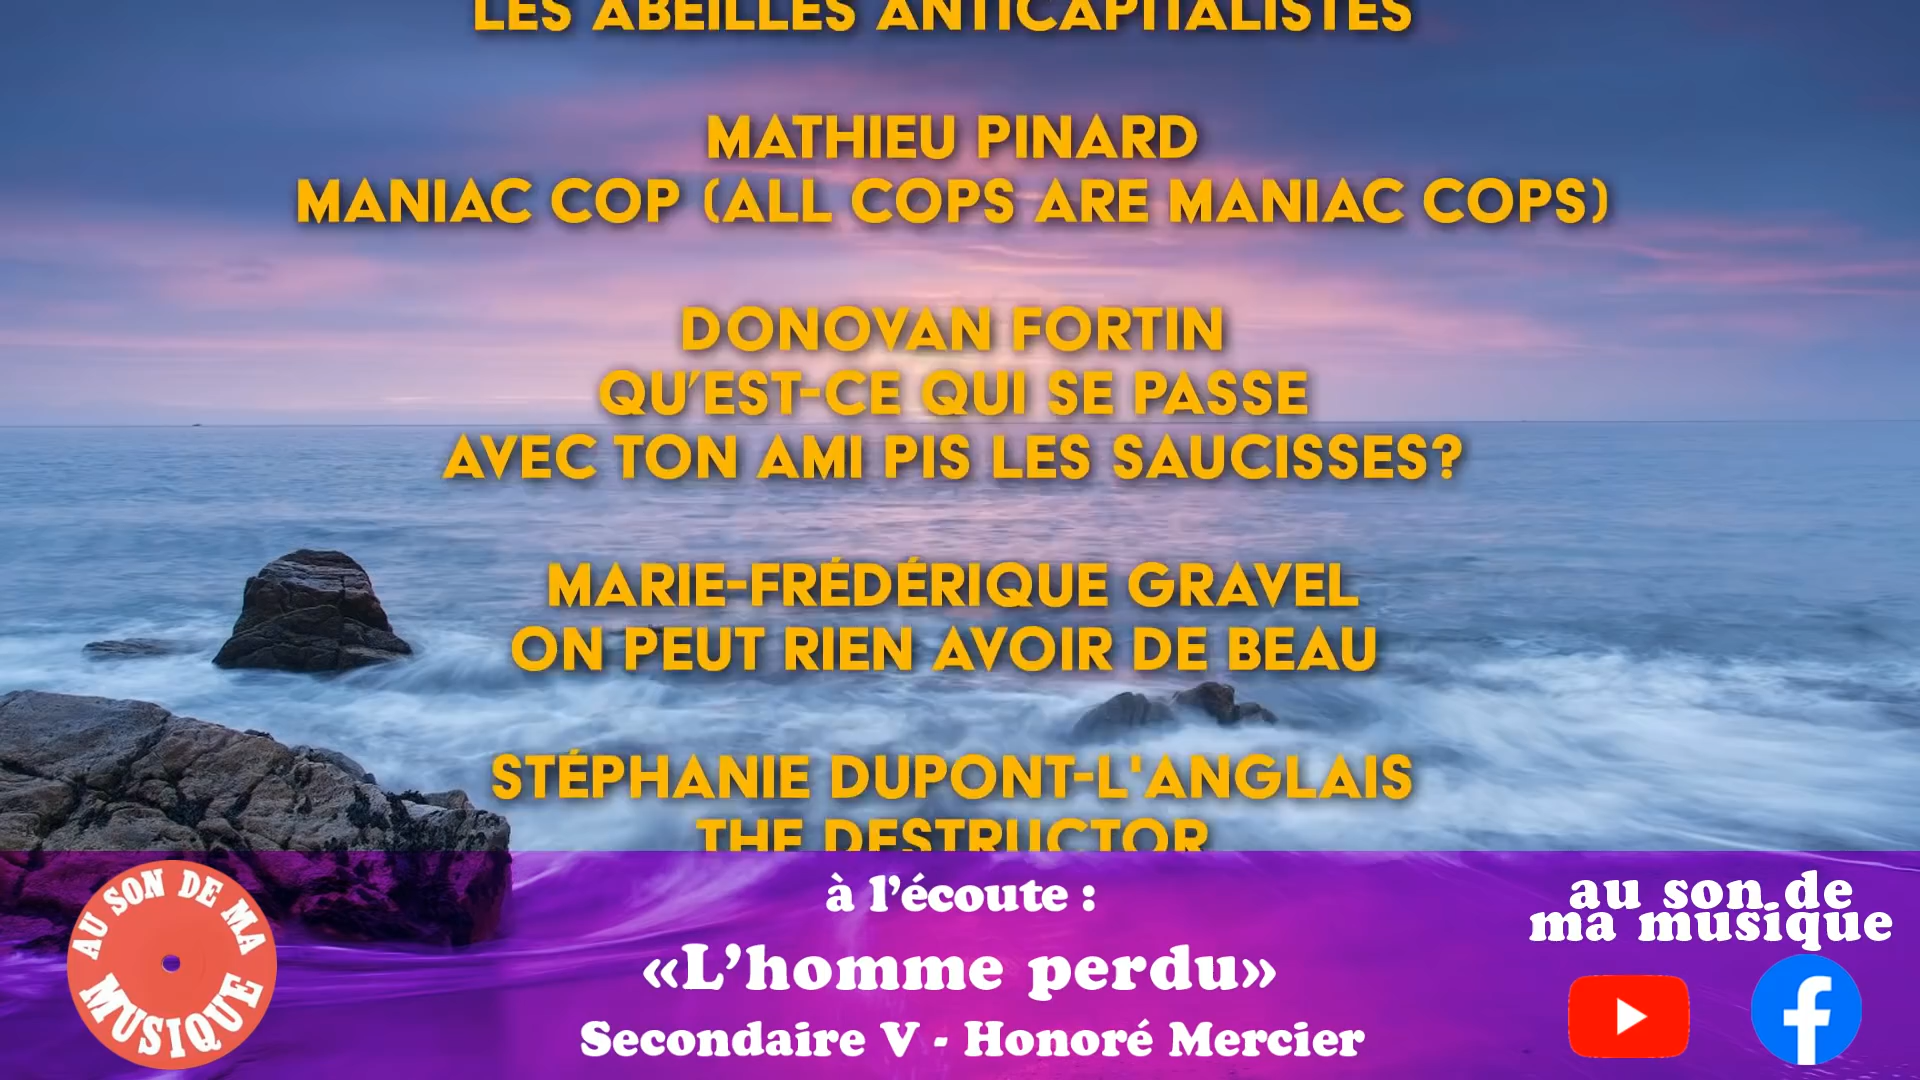 LES ABEILLES ANTICAPITALISTES
MATHIEU PINARD
MANIAC COP (ALL COPS ARE MANIAC COPS)
DONOVAN FORTIN
QU'EST-CE QUI SE PASSE
AVEC TON AMI PIS LES SAUCISSES?
MARIE-FRÉDÉRIQUE GRAVEL
ON PEUT RIEN AVOIR DE BEAU
STÉPHANIE DUPONT-L'ANGLAIS
THE DESTRUCTOR
AU SON DE MA
MUSIQUE
à l'écoute :
«L'homme perdu»
Secondaire V - Honoré Mercier
au son de
ma musique